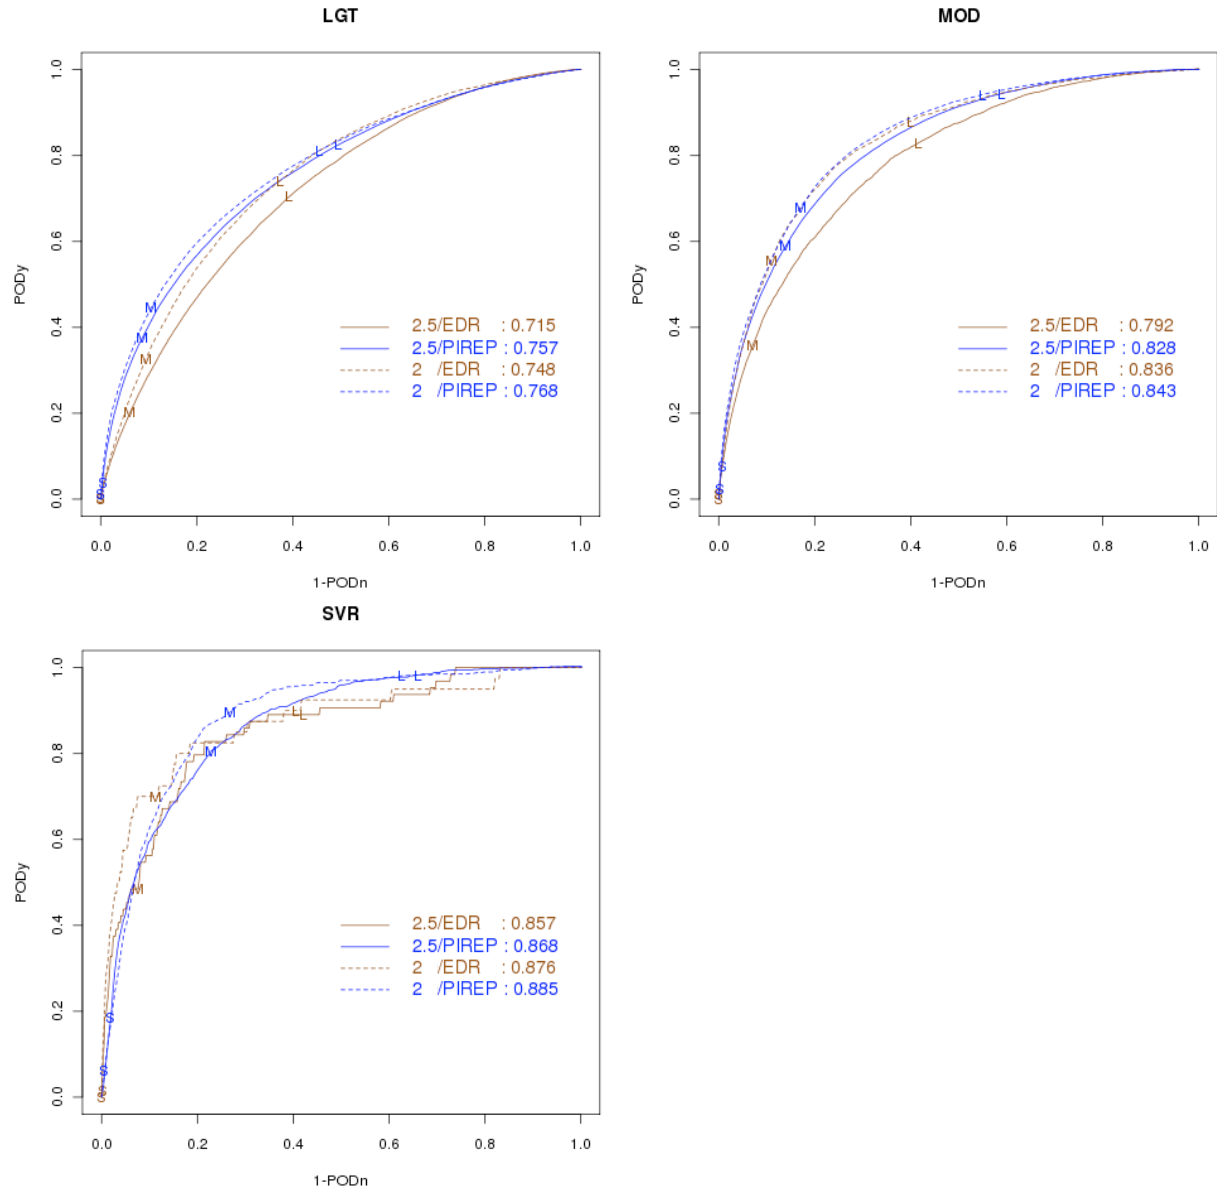 LGT
PODy
1.0
0.8
0.6
0.4
0.2
0.0
L
L
L
L
M
M
M
M
S
S
S
2.5/EDR : 0.715
2.5/PIREP : 0.757
2 /EDR : 0.748
2 /PIREP : 0.768
0.0 0.2 0.4 0.6 0.8 1.0
1-PODn
MOD
PODy
1.0
0.8
0.6
0.4
0.2
0.0
L L
L
L
M
M
M
M
S
S
S
S
2.5/EDR : 0.792
2.5/PIREP : 0.828
2 /EDR : 0.836
2 /PIREP : 0.843
0.0 0.2 0.4 0.6 0.8 1.0
1-PODn
SVR
PODy
1.0
0.8
0.6
0.4
0.2
0.0
L L
L L
M
M
M
M
S
S
S
S
2.5/EDR : 0.857
2.5/PIREP : 0.868
2 /EDR : 0.876
2 /PIREP : 0.885
0.0 0.2 0.4 0.6 0.8 1.0
1-PODn